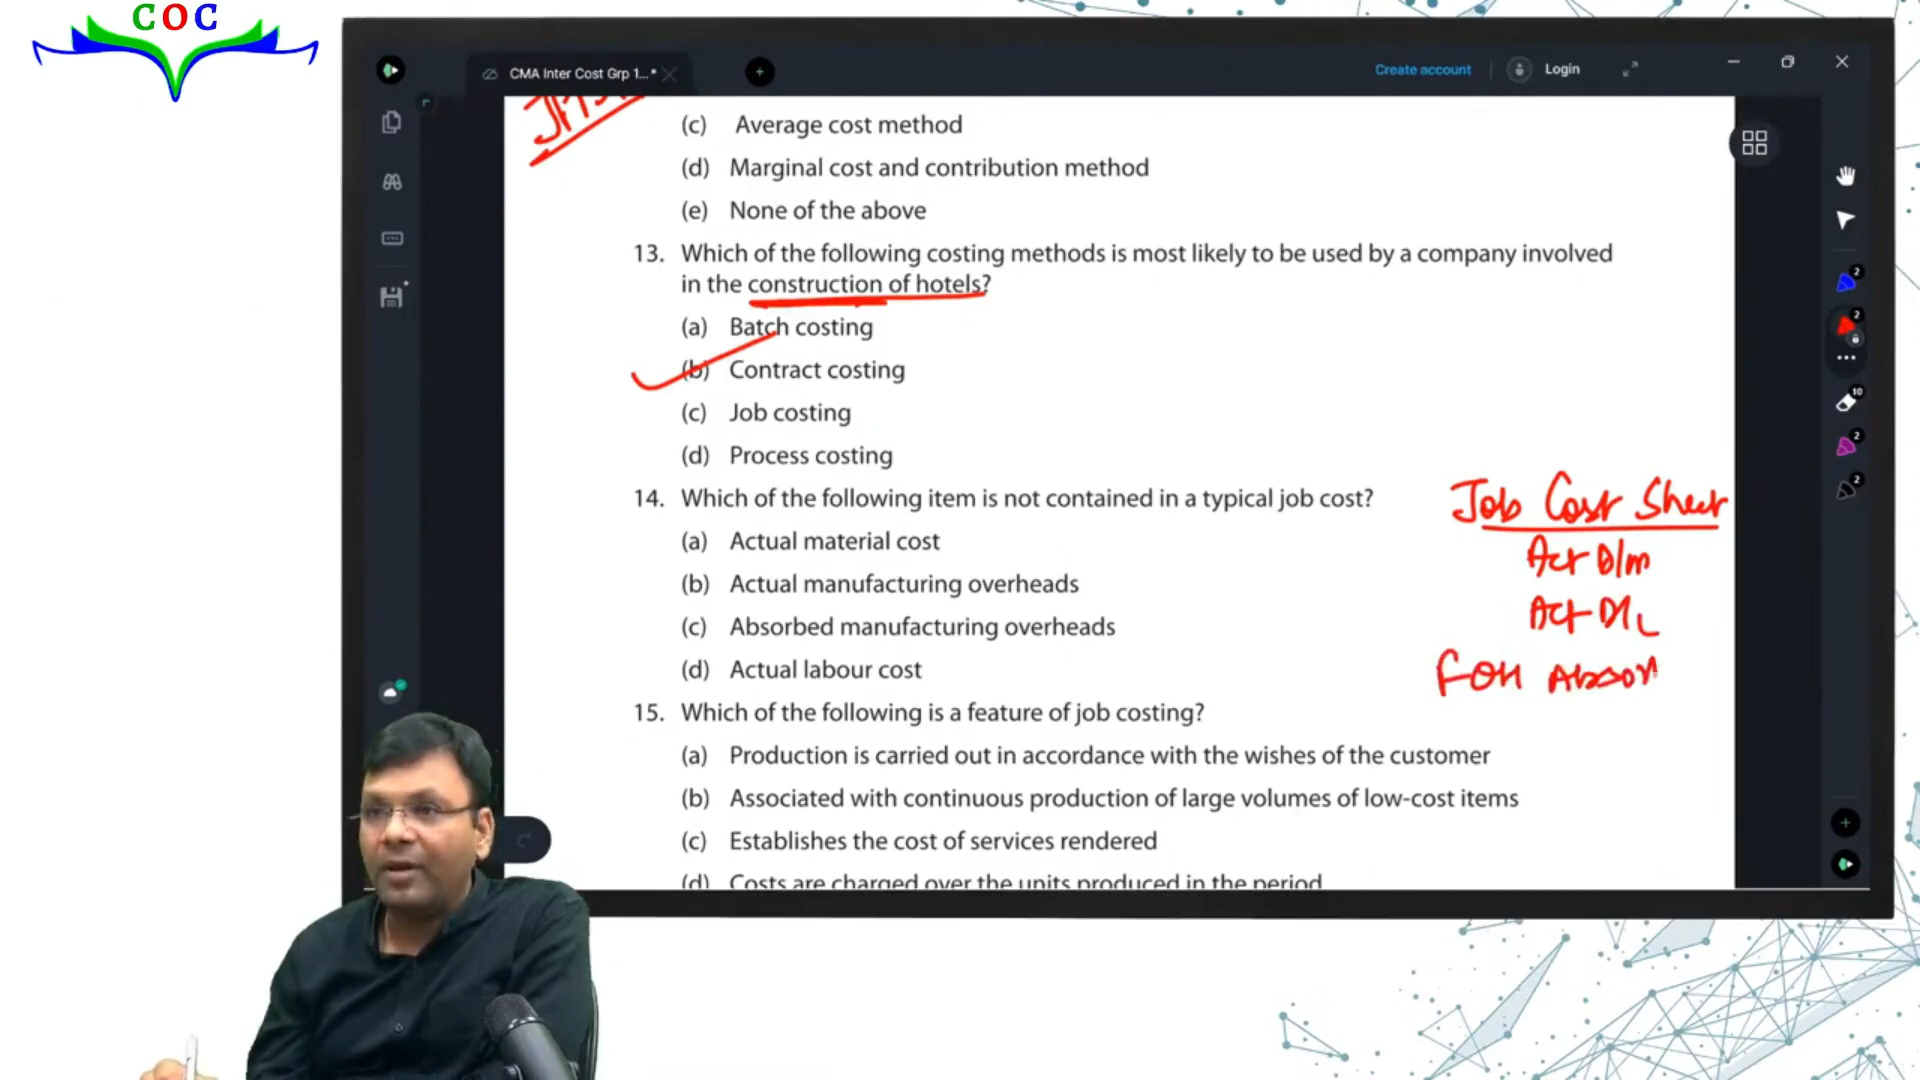 COC
CMA Inter Cost Grp 1...*
Create account
Login
(c) Average cost method
(d) Marginal cost and contribution method
(e) None of the above
13. Which of the following costing methods is most likely to be used by a company involved
in the construction of hotels?
(a) Batch costing
(b) Contract costing
(c) Job costing
(d) Process costing
14. Which of the following item is not contained in a typical job cost?
(a) Actual material cost
(b) Actual manufacturing overheads
(c) Absorbed manufacturing overheads
(d) Actual labour cost
Job Cost Sheet
Act D/m
Act D/L
FOH Absor
15. Which of the following is a feature of job costing?
(a) Production is carried out in accordance with the wishes of the customer
(b) Associated with continuous production of large volumes of low-cost items
(c) Establishes the cost of services rendered
(d) Costs are charged over the units produced in the period
2
2
10
2
2